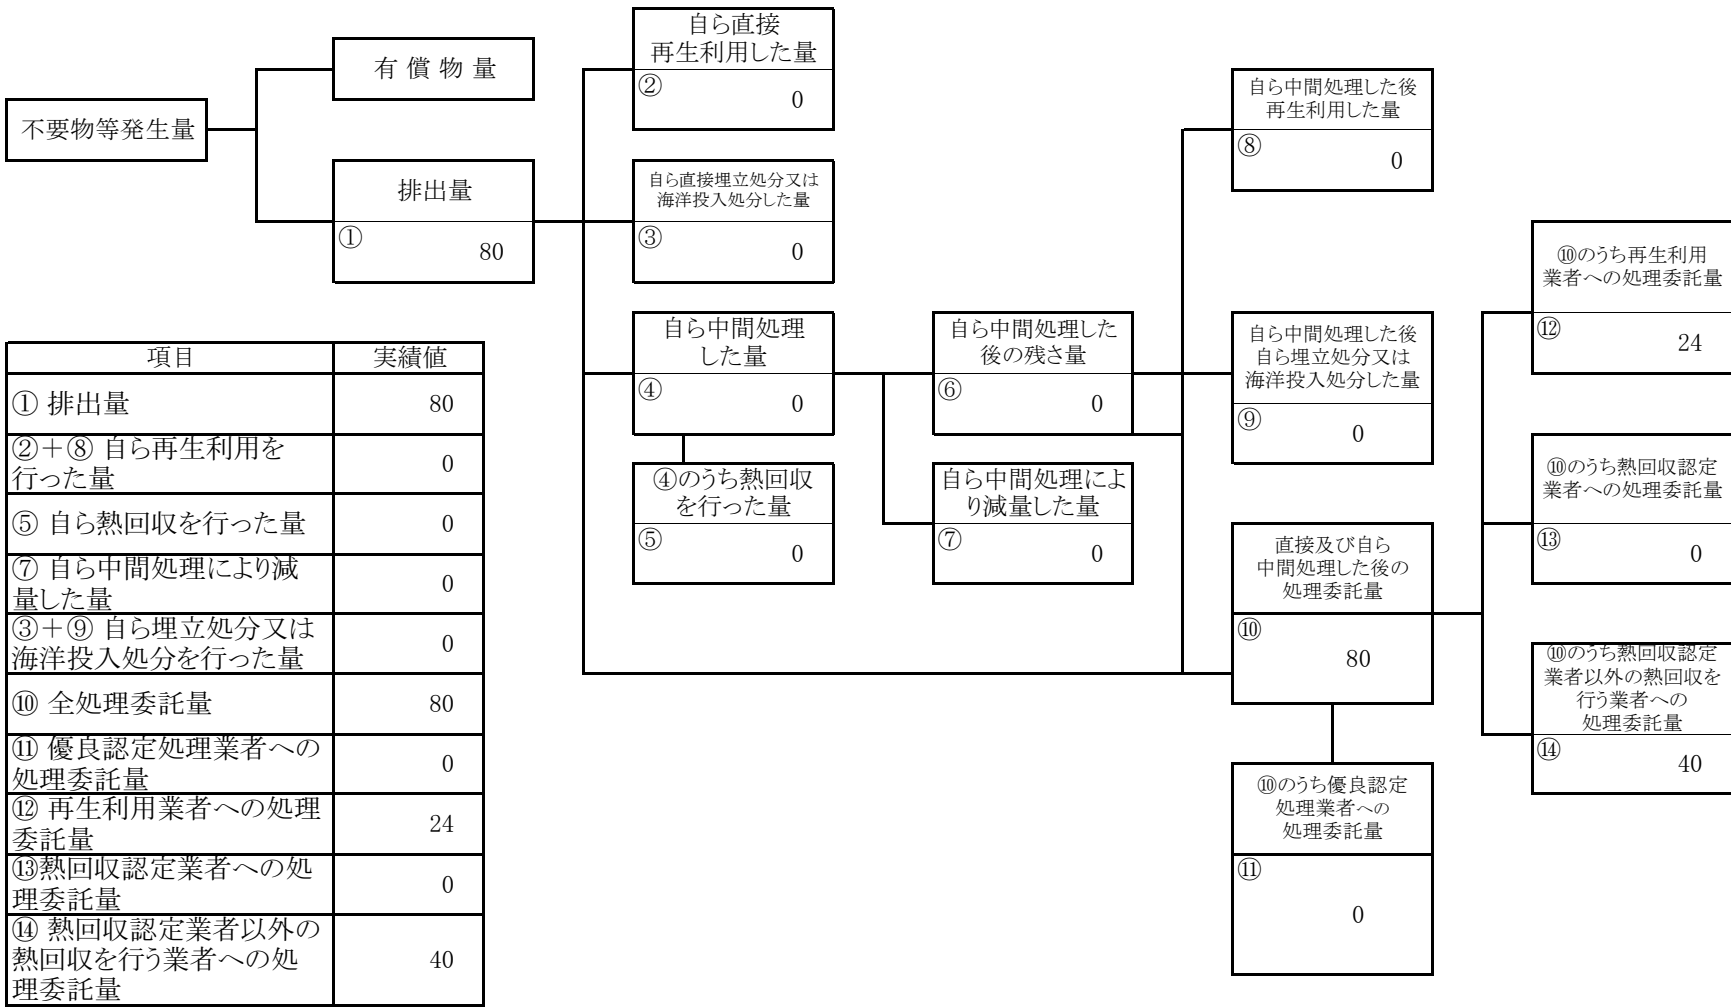 不要物等発生量
有 償 物 量
排出量
①
80
自ら直接
再生利用した量
②
0
自ら直接埋立処分又は
海洋投入処分した量
③
0
自ら中間処理
した量
④
0
④のうち熱回収
を行った量
⑤
0
自ら中間処理した
後の残さ量
⑥
0
自ら中間処理によ
り減量した量
⑦
0
自ら中間処理した後
再生利用した量
⑧
0
自ら中間処理した後
自ら埋立処分又は
海洋投入処分した量
⑨
0
直接及び自ら
中間処理した後の
処理委託量
⑩
80
⑩のうち優良認定
処理業者への
処理委託量
⑪
0
⑩のうち再生利用
業者への処理委託量
⑫
24
⑩のうち熱回収認定
業者への処理委託量
⑬
0
⑩のうち熱回収認定
業者以外の熱回収を
行う業者への
処理委託量
⑭
40
項目 実績値
① 排出量 80
②＋⑧ 自ら再生利用を
行った量 0
⑤ 自ら熱回収を行った量 0
⑦ 自ら中間処理により減
量した量 0
③＋⑨ 自ら埋立処分又は
海洋投入処分を行った量 0
⑩ 全処理委託量 80
⑪ 優良認定処理業者への
処理委託量 0
⑫ 再生利用業者への処理
委託量 24
⑬熱回収認定業者への処
理委託量 0
⑭ 熱回収認定業者以外の
熱回収を行う業者への処
理委託量 40